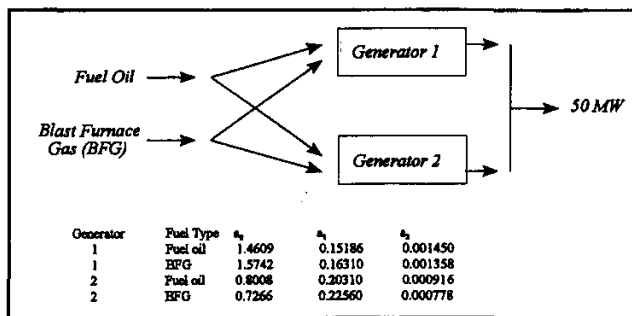 Generator 1
Fuel Oil
50 MW
Blast Furnace
Gas (BFG)
Generator 2
Generator Fuel Type a₀ a₁ a₂
1 Fuel oil 1.4609 0.15186 0.001450
1 BFG 1.5742 0.16310 0.001358
2 Fuel oil 0.8008 0.20310 0.000916
2 BFG 0.7266 0.22560 0.000778